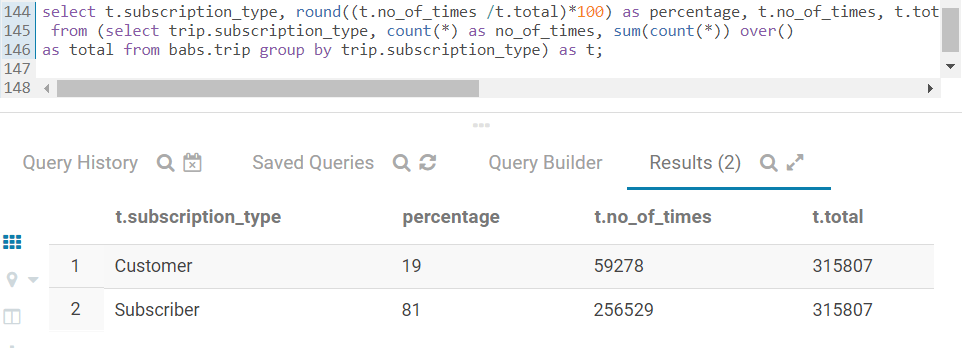 144 select t.subscription_type, round((t.no_of_times /t.total)*100) as percentage, t.no_of_times, t.tot
145 from (select trip.subscription_type, count(*) as no_of_times, sum(count(*)) over()
146 as total from babs.trip group by trip.subscription_type) as t;
147
148
Query History Saved Queries Query Builder Results (2)
t.subscription_type percentage t.no_of_times t.total
1 Customer 19 59278 315807
2 Subscriber 81 256529 315807